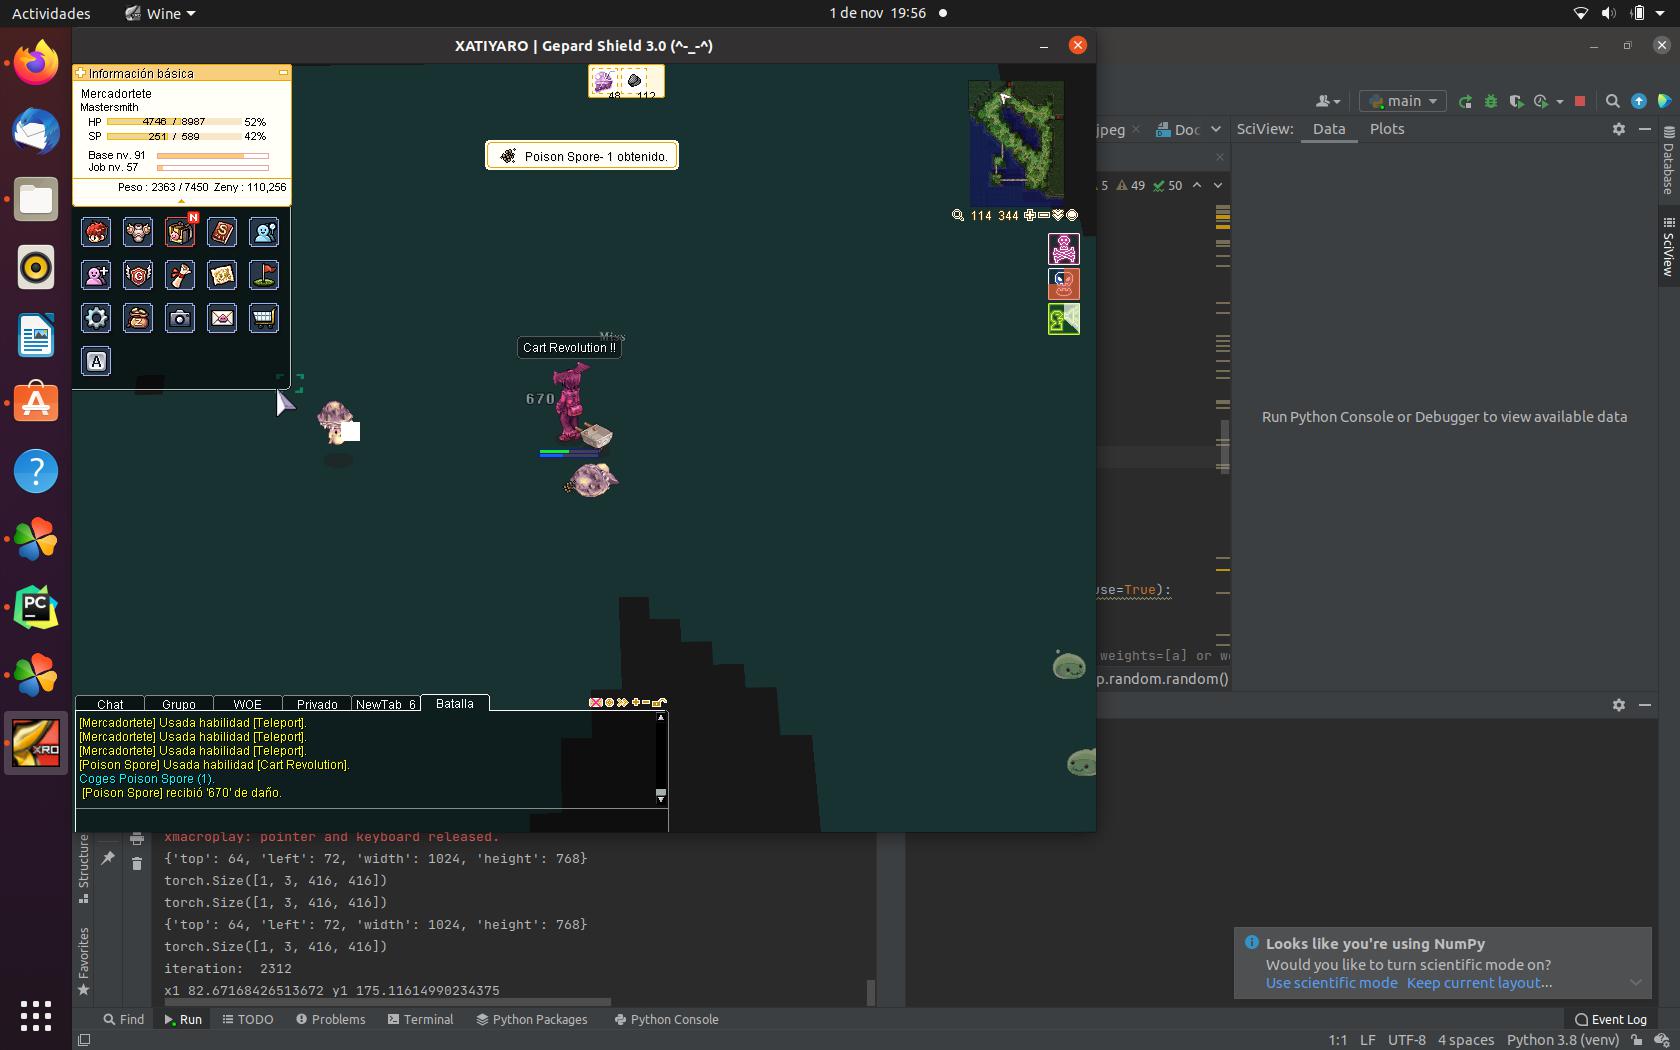 Actividades
Wine
1 de nov 19:56
XATIYARO | Gepard Shield 3.0 (^-_-^)
Información básica
Mercadortete
Mastersmith
HP 4746 / 8987 52%
SP 251 / 589 42%
Base nv. 91
Job nv. 57
Peso : 2363 / 7450 Zeny : 110,256
N
A
48 112
Poison Spore- 1 obtenido.
114 344
Miss
Cart Revolution !!
670
Chat Grupo WOE Privado NewTab_6 Batalla
[Mercadortete] Usada habilidad [Teleport].
[Mercadortete] Usada habilidad [Teleport].
[Mercadortete] Usada habilidad [Teleport].
[Poison Spore] Usada habilidad [Cart Revolution].
Coges Poison Spore (1).
[Poison Spore] recibió '670' de daño.
PC
XRO
main
jpeg
Doc
SciView: Data Plots
5 49 50
Database
SciView
Run Python Console or Debugger to view available data
use=True):
weights=[a] or we
p.random.random()
xmacroplay: pointer and keyboard released.
{'top': 64, 'left': 72, 'width': 1024, 'height': 768}
torch.Size([1, 3, 416, 416])
torch.Size([1, 3, 416, 416])
{'top': 64, 'left': 72, 'width': 1024, 'height': 768}
torch.Size([1, 3, 416, 416])
iteration: 2312
x1 82.67168426513672 y1 175.11614990234375
Structure
Favorites
Looks like you're using NumPy
Would you like to turn scientific mode on?
Use scientific mode Keep current layout...
Find Run TODO Problems Terminal Python Packages Python Console
Event Log
1:1 LF UTF-8 4 spaces Python 3.8 (venv)